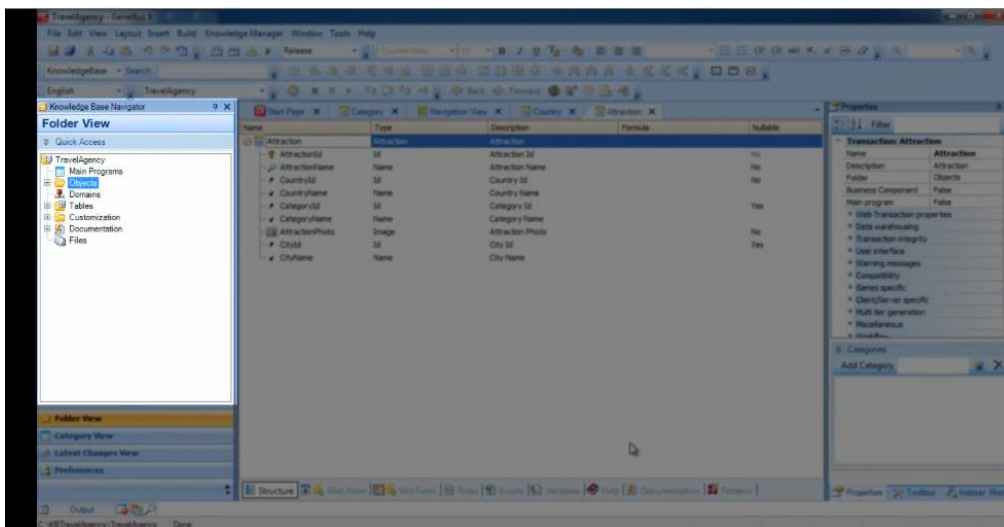 TravelAgency - GeneXus X
File Edit View Layout Insert Build Knowledge Manager Window Tools Help
Release
KnowledgeBase Search
English TravelAgency Back Forward
Knowledge Base Navigator
Start Page Category Navigation View Country Attraction
Properties
Folder View
Name Type Description Formula Nullable
Filter
Quick Access
Attraction Attraction Attraction
Transaction: Attraction
TravelAgency
AttractionId Id Attraction Id No
Name Attraction
Main Programs
AttractionName Name Attraction Name No
Description Attraction
Objects
CountryId Id Country Id No
Folder Objects
Domains
CountryName Name Country Name
Business Component False
Tables
CategoryId Id Category Id Yes
Main program False
Customization
CategoryName Name Category Name
Web Transaction properties
Documentation
AttractionPhoto Image Attraction Photo No
Data warehousing
Files
CityId Id City Id Yes
Transaction integrity
CityName Name City Name
User interface
Warning messages
Compatibility
Series specific
Client/Server specific
Multi tier generation
Miscellaneous
Workflow
Categories
Add Category
Folder View
Category View
Latest Changes View
Preferences
Structure Web Form Win Form Rules Events Variables Help Documentation Patterns
Properties Toolbox Indexer
Output
Done